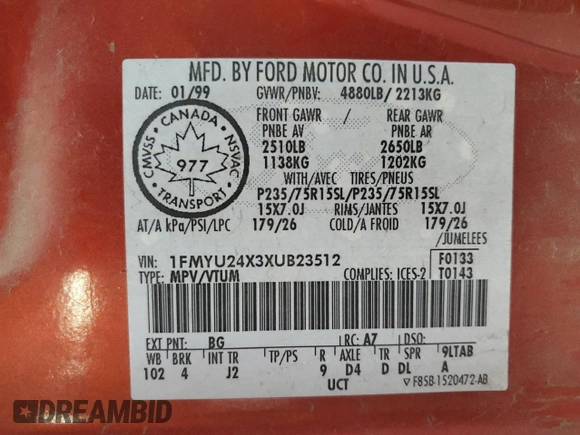 MFD. BY FORD MOTOR CO. IN U.S.A.
DATE: 01/99 GVWR/PNBV: 4880LB/ 2213KG
FRONT GAWR / REAR GAWR
PNBE AV PNBE AR
2510LB 2650LB
1138KG 1202KG
CMVSS CANADA NSVAC
977
TRANSPORT
WITH/AVEC TIRES/PNEUS
P235/75R15SL/P235/75R15SL
15X7.0J RIMS/JANTES 15X7.0J
AT/A kPa/PSI/LPC 179/26 COLD/A FROID 179/26
/JUMELEES
VIN: 1FMYU24X3XUB23512 F0133
TYPE: MPV/VTUM COMPLIES: ICES-2 T0143
EXT PNT: BG RC: A7 DSO:
WB BRK INT TR TP/PS R AXLE TR SPR 9LTAB
102 4 J2 9 D4 D DL A
UCT F85B-1520472-AB
DREAMBID